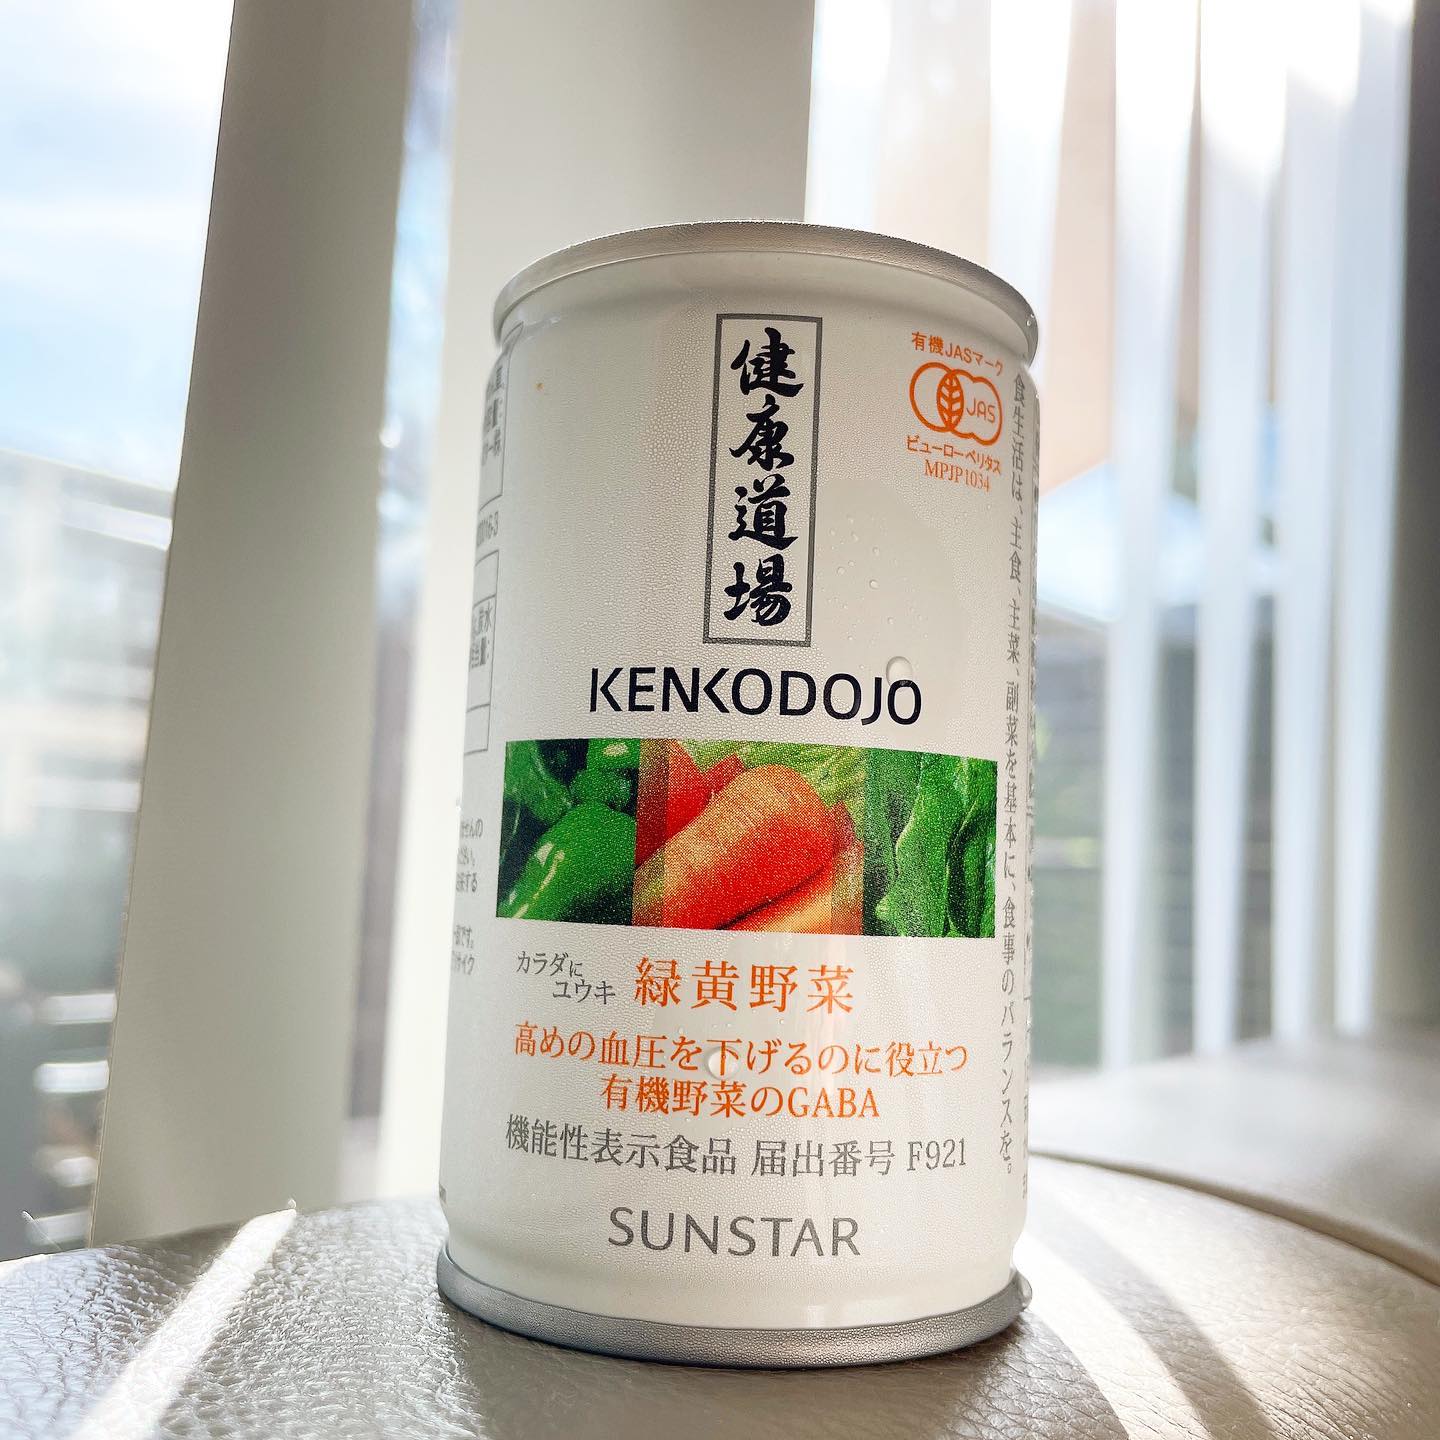 健康道場
有機JASマーク
JAS
ビューローベリタス
MPJP1034
KENKODOJO
カラダに
ユウキ
緑黄野菜
高めの血圧を下げるのに役立つ
有機野菜のGABA
機能性表示食品 届出番号 F921
SUNSTAR
食生活は、主食、主菜、副菜を基本に、食事のバランスを。